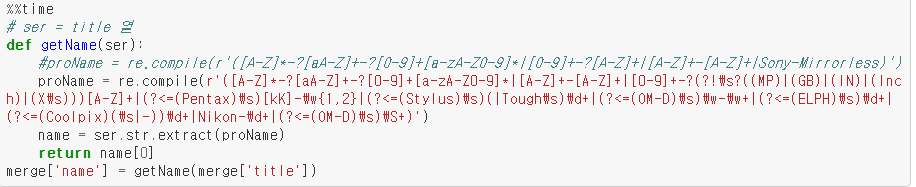 %%time
# ser = title 열
def getName(ser):
#proName = re.compile(r'([A-Z]*-?[aA-Z]+-?[0-9]+[a-zA-Z0-9]*|[0-9]+-?[A-Z]+|[A-Z]+-[A-Z]+|Sony-Mirrorless)')
proName = re.compile(r'([A-Z]*-?[aA-Z]+-?[0-9]+[a-zA-Z0-9]*|[A-Z]+-[A-Z]+|[0-9]+-?(?!₩s?((MP)|(GB)|(IN)|(Inc
h)|(X₩s)))[A-Z]+|(?<=(Pentax)₩s)[kK]-₩w{1,2}|(?<=(Stylus)₩s)(|Tough₩s)₩d+|(?<=(OM-D)₩s)₩w-₩w+|(?<=(ELPH)₩s)₩d+|
(?<=(Coolpix)(₩s|-))₩d+|Nikon-₩d+|(?<=(OM-D)₩s)₩S+)')
name = ser.str.extract(proName)
return name[0]
merge['name'] = getName(merge['title'])